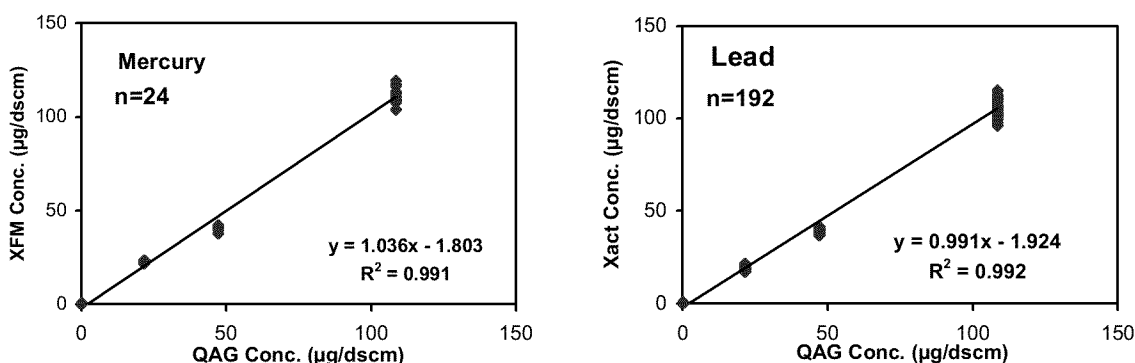 150
100
50
0
XFM Conc. (µg/dscm)
Mercury
n=24
y = 1.036x - 1.803
R² = 0.991
0 50 100 150
QAG Conc. (µg/dscm)
150
100
50
0
Xact Conc. (µg/dscm)
Lead
n=192
y = 0.991x - 1.924
R² = 0.992
0 50 100 150
QAG Conc. (µg/dscm)